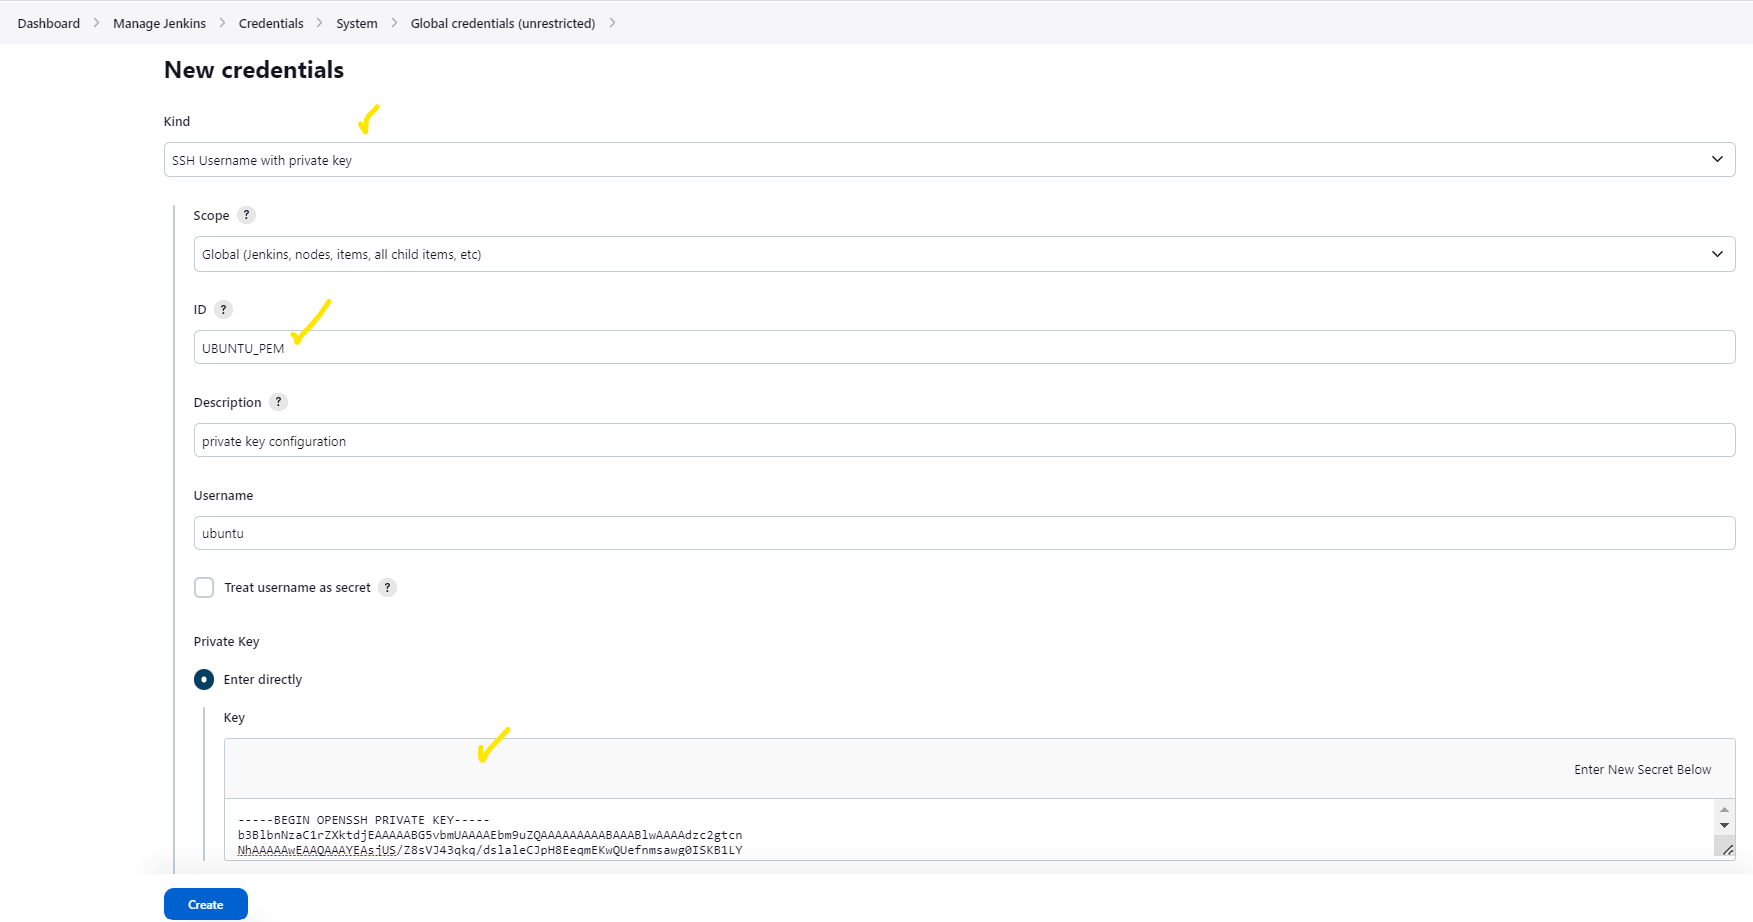 Dashboard > Manage Jenkins > Credentials > System > Global credentials (unrestricted) >
New credentials
Kind
SSH Username with private key
Scope ?
Global (Jenkins, nodes, items, all child items, etc)
ID ?
UBUNTU_PEM
Description ?
private key configuration
Username
ubuntu
Treat username as secret ?
Private Key
Enter directly
Key
Enter New Secret Below
-----BEGIN OPENSSH PRIVATE KEY-----
b3BlbnNzaC1rZXktdjEAAAAABG5vbmUAAAAEbm9uZQAAAAAAAAABAAABlwAAAAdzc2gtcn
NhAAAAAwEAAQAAAYEAsjUS/Z8sVJ43qkq/dslaleCJpH8EeqmEKwQUefnmsawg0ISKB1LY
Create